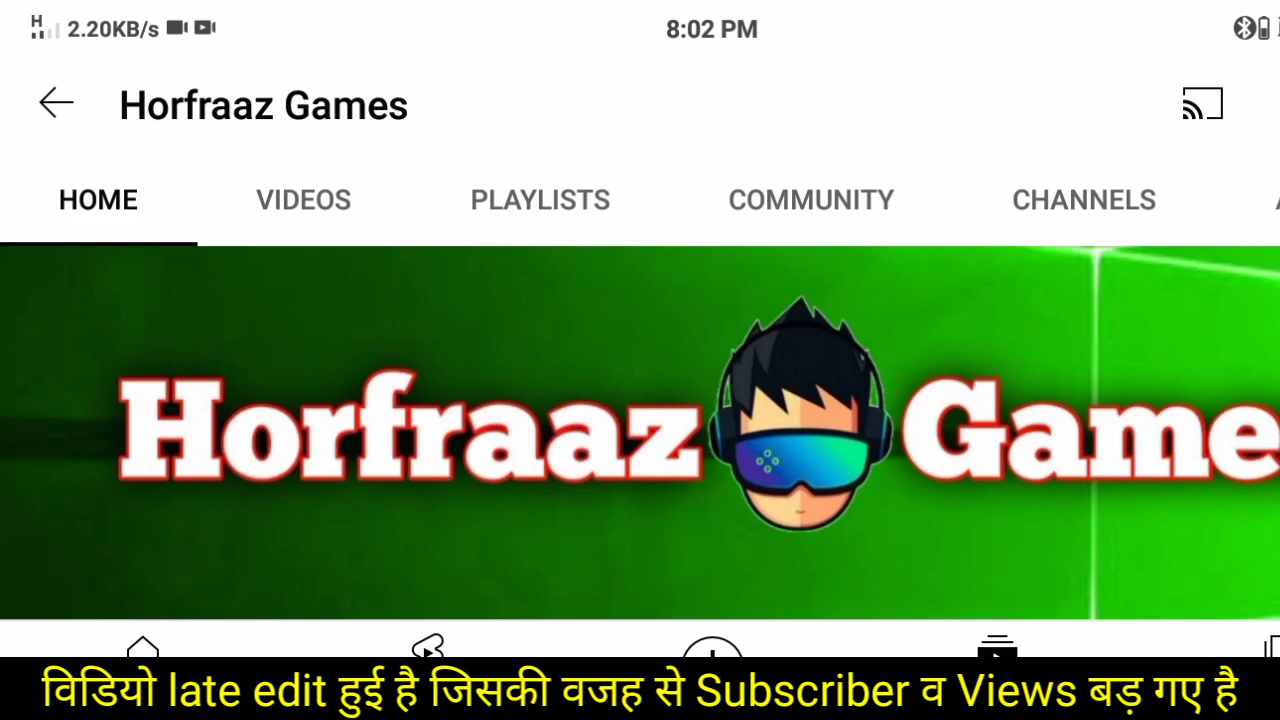 H 2.20KB/s 8:02 PM
Horfraaz Games
HOME VIDEOS PLAYLISTS COMMUNITY CHANNELS
Horfraaz Game
विडियो late edit हुई है जिसकी वजह से Subscriber व Views बड़ गए है